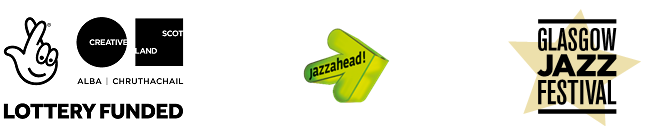 CREATIVE
SCOT
LAND
ALBA | CHRUTHACHAIL
LOTTERY FUNDED
jazzahead!
GLASGOW
JAZZ
FESTIVAL